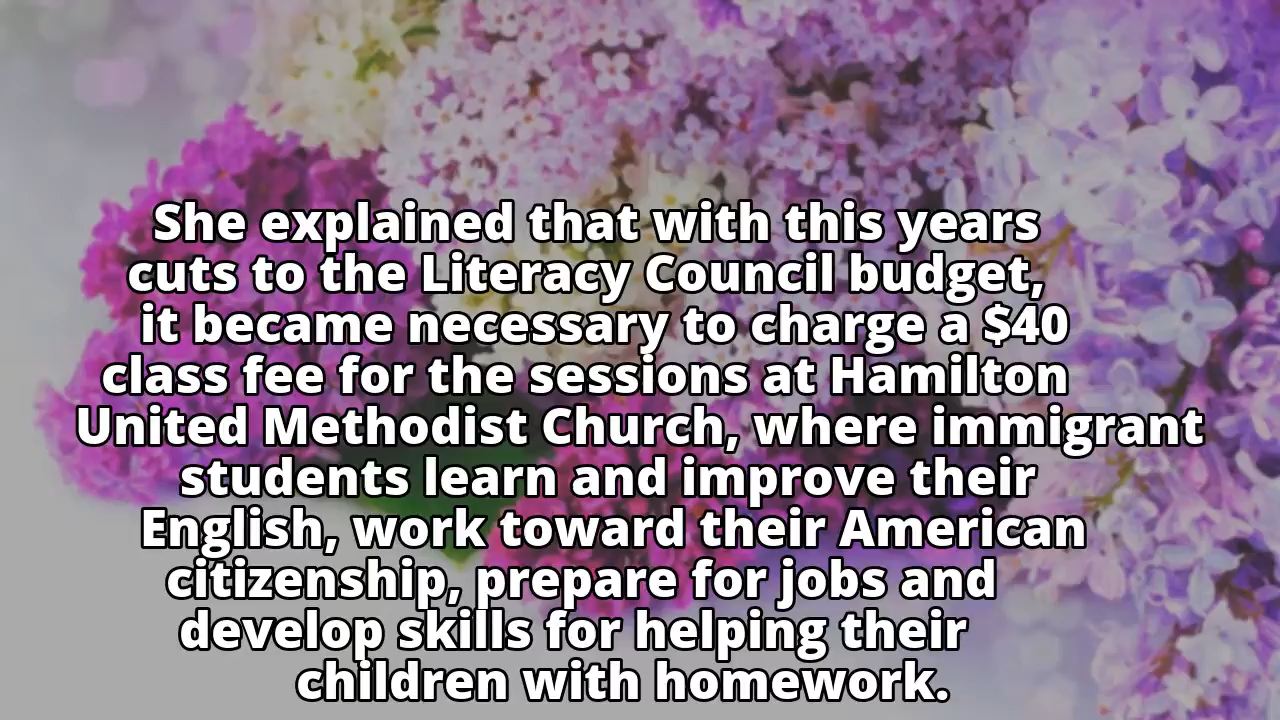 She explained that with this years
cuts to the Literacy Council budget,
it became necessary to charge a $40
class fee for the sessions at Hamilton
United Methodist Church, where immigrant
students learn and improve their
English, work toward their American
citizenship, prepare for jobs and
develop skills for helping their
children with homework.